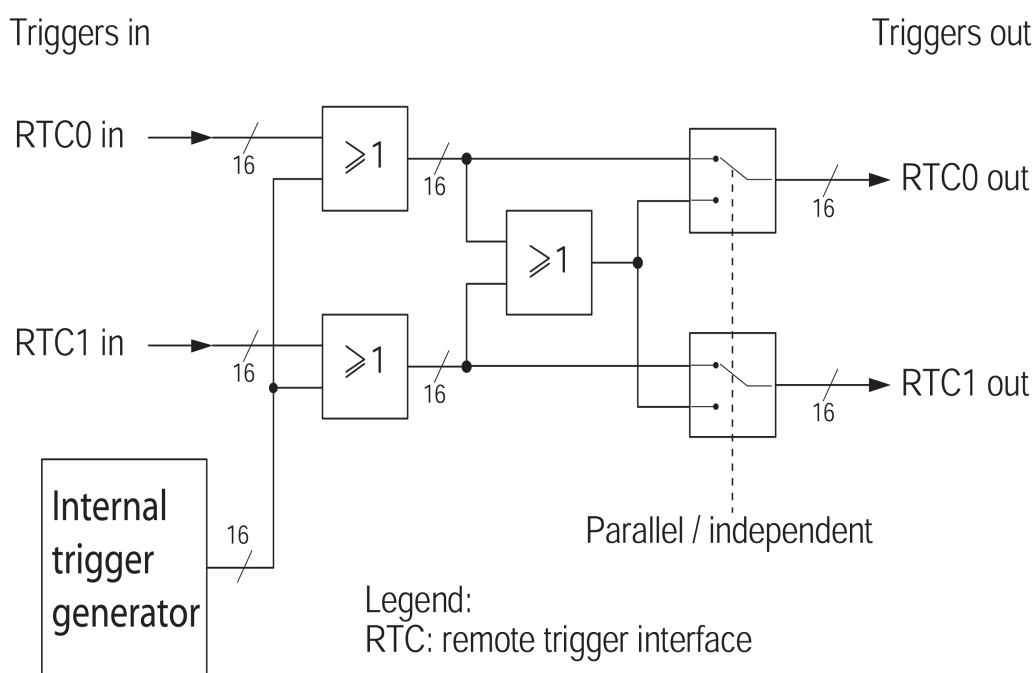 Triggers in
Triggers out
RTC0 in
16
≥1
16
16
RTC0 out
≥1
RTC1 in
16
≥1
16
16
RTC1 out
Internal
trigger
generator
16
Parallel / independent
Legend:
RTC: remote trigger interface